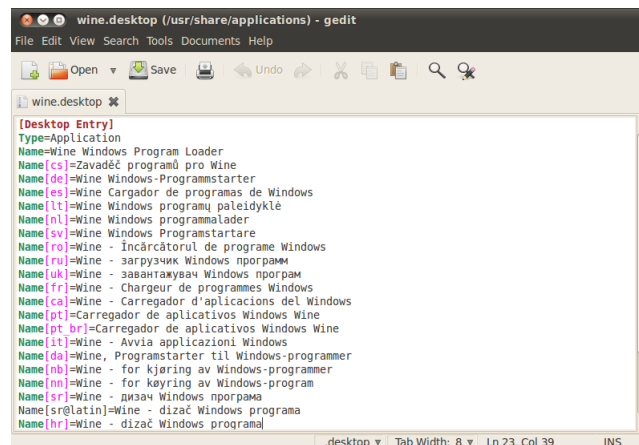 wine.desktop (/usr/share/applications) - gedit
File Edit View Search Tools Documents Help
Open Save Undo
wine.desktop
[Desktop Entry]
Type=Application
Name=Wine Windows Program Loader
Name[cs]=Zavaděč programů pro Wine
Name[de]=Wine Windows-Programmstarter
Name[es]=Wine Cargador de programas de Windows
Name[lt]=Wine Windows programų paleidyklė
Name[nl]=Wine Windows programmalader
Name[sv]=Wine Windows Programstartare
Name[ro]=Wine - Încărcătorul de programe Windows
Name[ru]=Wine - загрузчик Windows программ
Name[uk]=Wine - завантажувач Windows програм
Name[fr]=Wine - Chargeur de programmes Windows
Name[ca]=Wine - Carregador d'aplicacions del Windows
Name[pt]=Carregador de aplicativos Windows Wine
Name[pt_br]=Carregador de aplicativos Windows Wine
Name[it]=Wine - Avvia applicazioni Windows
Name[da]=Wine, Programstarter til Windows-programmer
Name[nb]=Wine - for kjøring av Windows-programmer
Name[nn]=Wine - for køyring av Windows-program
Name[sr]=Wine - дизач Windows програма
Name[sr@latin]=Wine - dizač Windows programa
Name[hr]=Wine - dizač Windows programa
.desktop Tab Width: 8 Ln 23, Col 39 INS